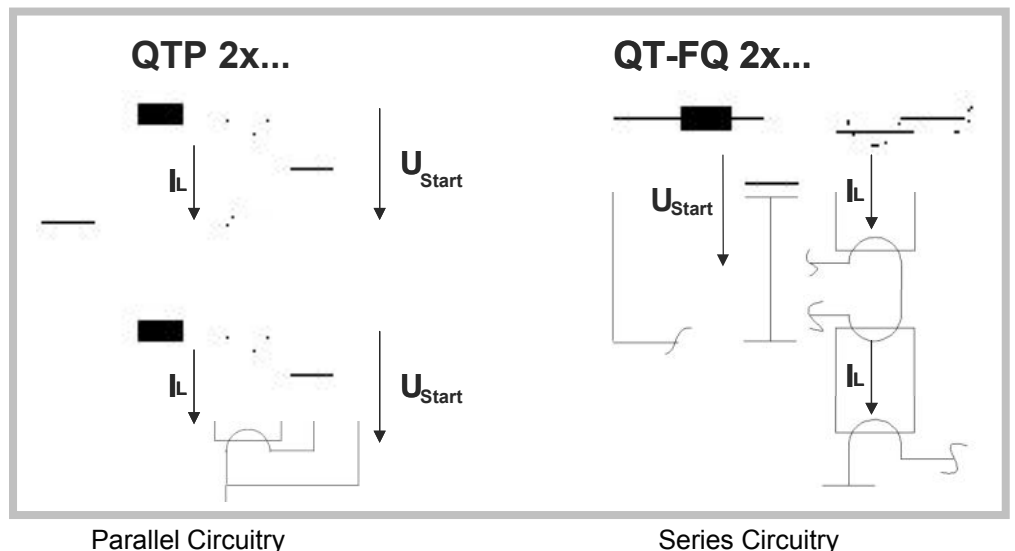 QTP 2x...
IL
UStart
IL
UStart
Parallel Circuitry
QT-FQ 2x...
UStart
IL
IL
Series Circuitry